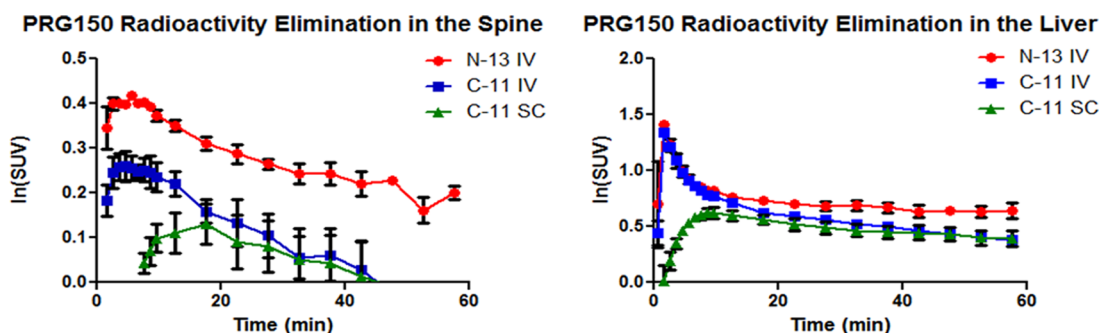 PRG150 Radioactivity Elimination in the Spine
0.5
0.4
0.3
0.2
0.1
0.0
ln(SUV)
0
20
40
60
Time (min)
N-13 IV
C-11 IV
C-11 SC
PRG150 Radioactivity Elimination in the Liver
2.0
1.5
1.0
0.5
0.0
ln(SUV)
0
20
40
60
Time (min)
N-13 IV
C-11 IV
C-11 SC